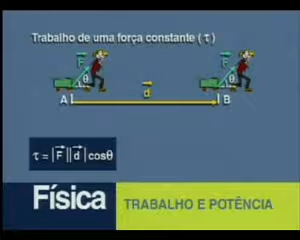 Trabalho de uma força constante ( τ )
F θ F θ
A d B
τ = |F| |d| cosθ
Física TRABALHO E POTÊNCIA